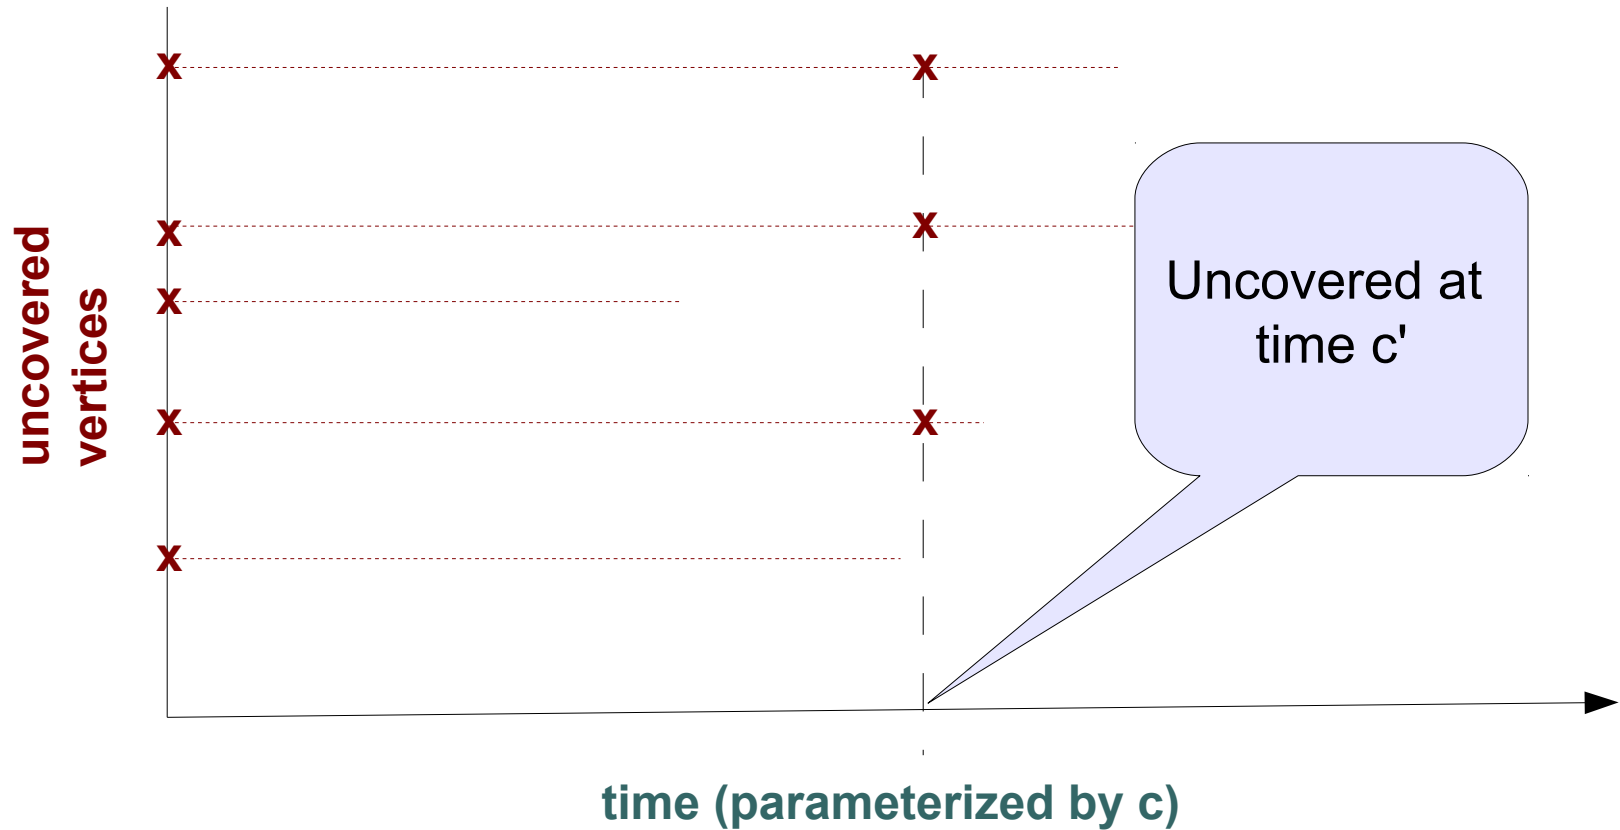 uncovered
vertices
x x
x x
x
x x
x
Uncovered at
time c'
time (parameterized by c)